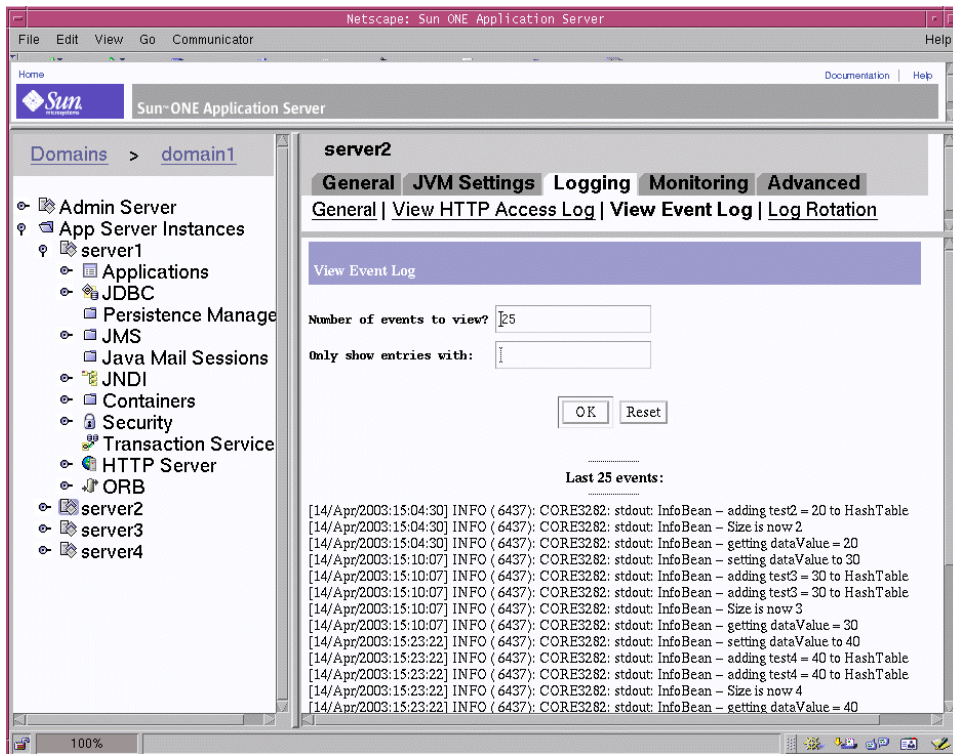 Netscape: Sun ONE Application Server
File Edit View Go Communicator Help
Home Documentation | Help
Sun microsystems Sun™ ONE Application Server
Domains > domain1
Admin Server
App Server Instances
server1
Applications
JDBC
Persistence Manage
JMS
Java Mail Sessions
JNDI
Containers
Security
Transaction Service
HTTP Server
ORB
server2
server3
server4
server2
General JVM Settings Logging Monitoring Advanced
General | View HTTP Access Log | View Event Log | Log Rotation
View Event Log
Number of events to view? 25
Only show entries with:
OK Reset
Last 25 events:
[14/Apr/2003:15:04:30] INFO ( 6437): CORE3282: stdout: InfoBean – adding test2 = 20 to HashTable
[14/Apr/2003:15:04:30] INFO ( 6437): CORE3282: stdout: InfoBean – Size is now 2
[14/Apr/2003:15:04:30] INFO ( 6437): CORE3282: stdout: InfoBean – getting dataValue = 20
[14/Apr/2003:15:10:07] INFO ( 6437): CORE3282: stdout: InfoBean – setting dataValue to 30
[14/Apr/2003:15:10:07] INFO ( 6437): CORE3282: stdout: InfoBean – adding test3 = 30 to HashTable
[14/Apr/2003:15:10:07] INFO ( 6437): CORE3282: stdout: InfoBean – adding test3 = 30 to HashTable
[14/Apr/2003:15:10:07] INFO ( 6437): CORE3282: stdout: InfoBean – Size is now 3
[14/Apr/2003:15:10:07] INFO ( 6437): CORE3282: stdout: InfoBean – getting dataValue = 30
[14/Apr/2003:15:23:22] INFO ( 6437): CORE3282: stdout: InfoBean – setting dataValue to 40
[14/Apr/2003:15:23:22] INFO ( 6437): CORE3282: stdout: InfoBean – adding test4 = 40 to HashTable
[14/Apr/2003:15:23:22] INFO ( 6437): CORE3282: stdout: InfoBean – adding test4 = 40 to HashTable
[14/Apr/2003:15:23:22] INFO ( 6437): CORE3282: stdout: InfoBean – Size is now 4
[14/Apr/2003:15:23:22] INFO ( 6437): CORE3282: stdout: InfoBean – getting dataValue = 40
100%